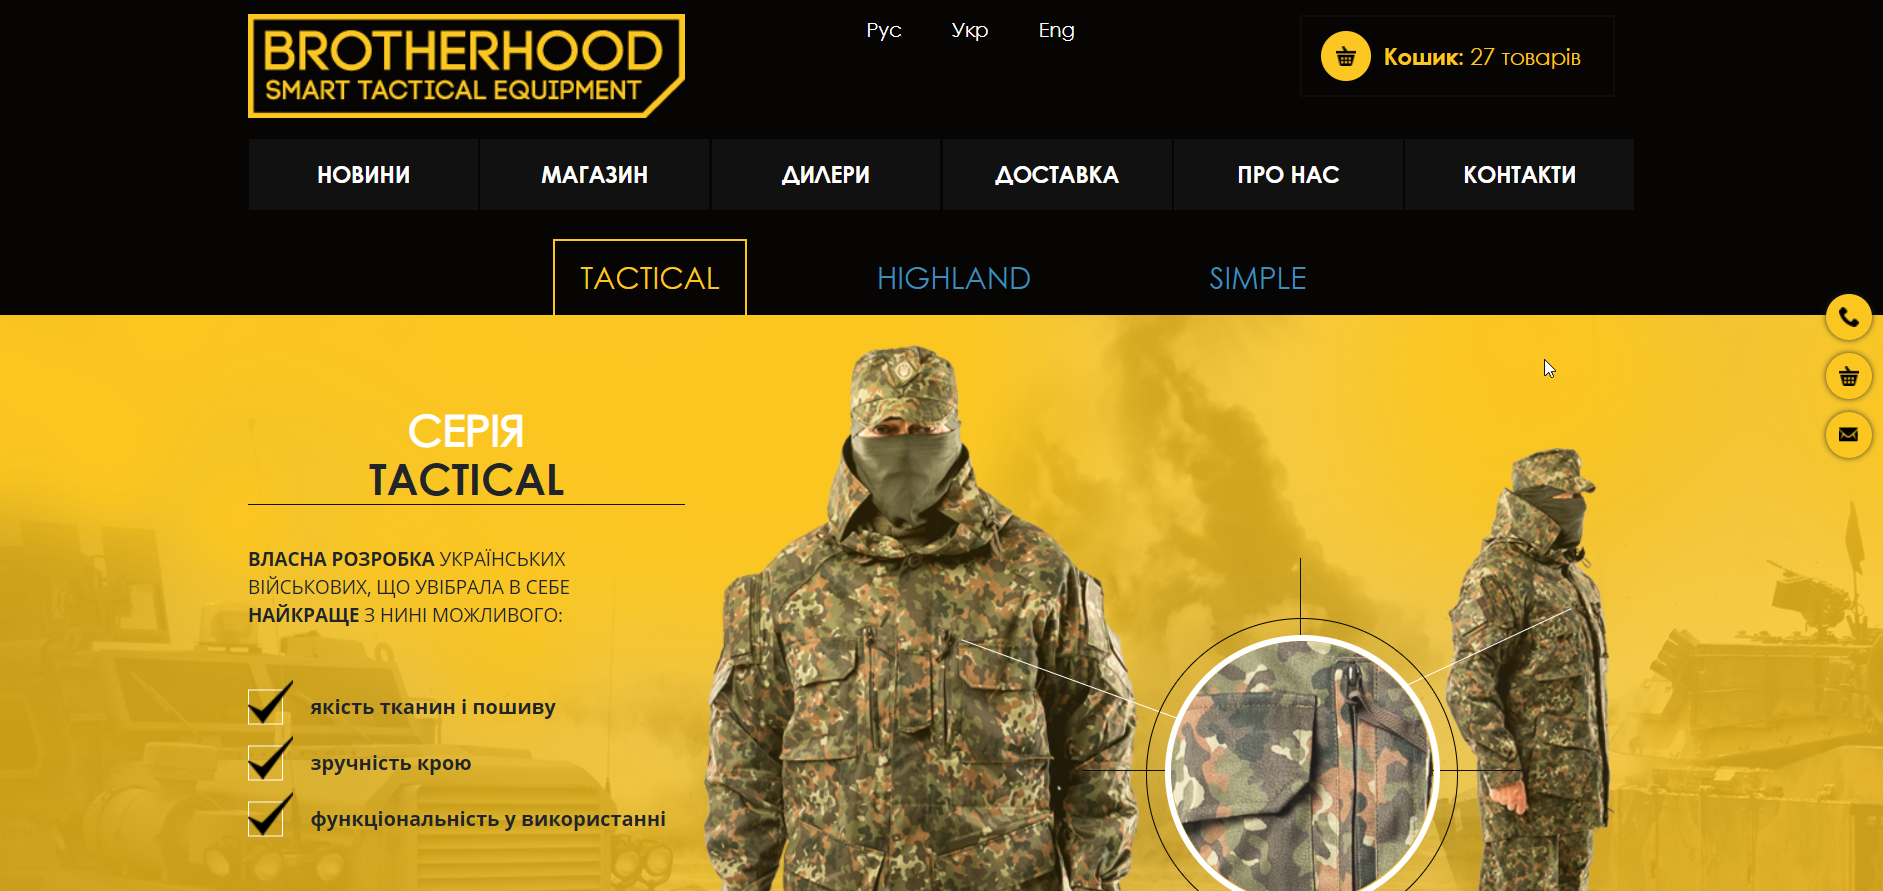 BROTHERHOOD
SMART TACTICAL EQUIPMENT
Рус Укр Eng
Кошик: 27 товарів
НОВИНИ МАГАЗИН ДИЛЕРИ ДОСТАВКА ПРО НАС КОНТАКТИ
TACTICAL HIGHLAND SIMPLE
СЕРІЯ
TACTICAL
ВЛАСНА РОЗРОБКА УКРАЇНСЬКИХ
ВІЙСЬКОВИХ, ЩО УВІБРАЛА В СЕБЕ
НАЙКРАЩЕ З НИНІ МОЖЛИВОГО:
якість тканин і пошиву
зручність крою
функціональність у використанні